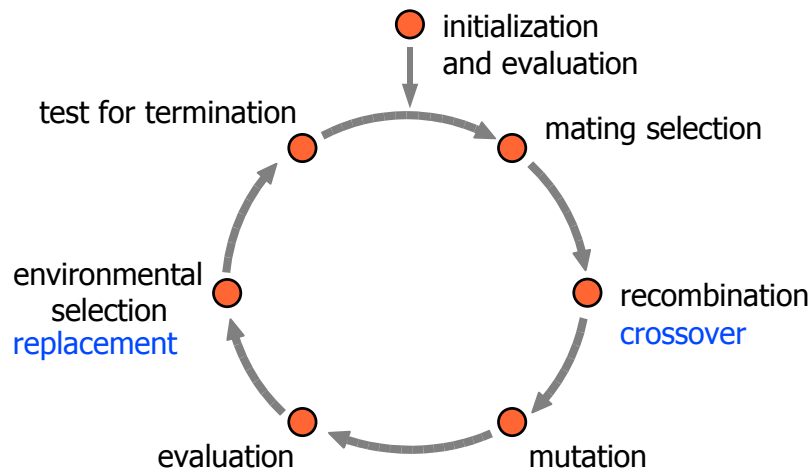 initialization
and evaluation
test for termination
mating selection
environmental
selection
replacement
recombination
crossover
evaluation
mutation